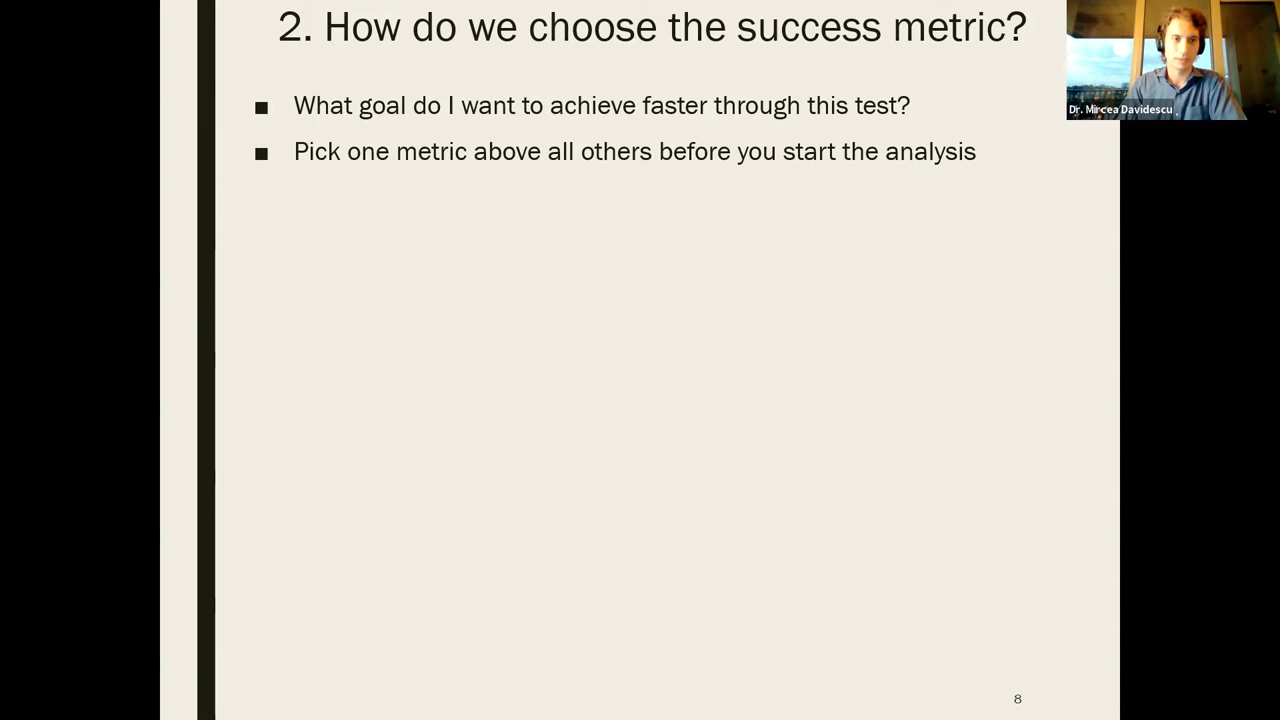 2. How do we choose the success metric?
■ What goal do I want to achieve faster through this test?
■ Pick one metric above all others before you start the analysis
Dr. Mircea Davidescu
8